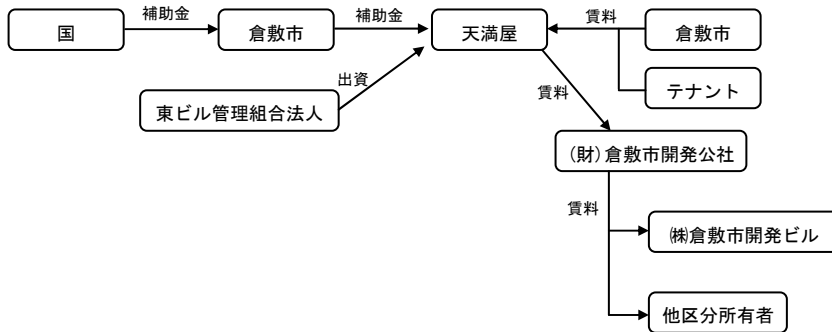 国
補助金
倉敷市
補助金
天満屋
賃料
倉敷市
テナント
出資
東ビル管理組合法人
賃料
(財)倉敷市開発公社
賃料
㈱倉敷市開発ビル
他区分所有者